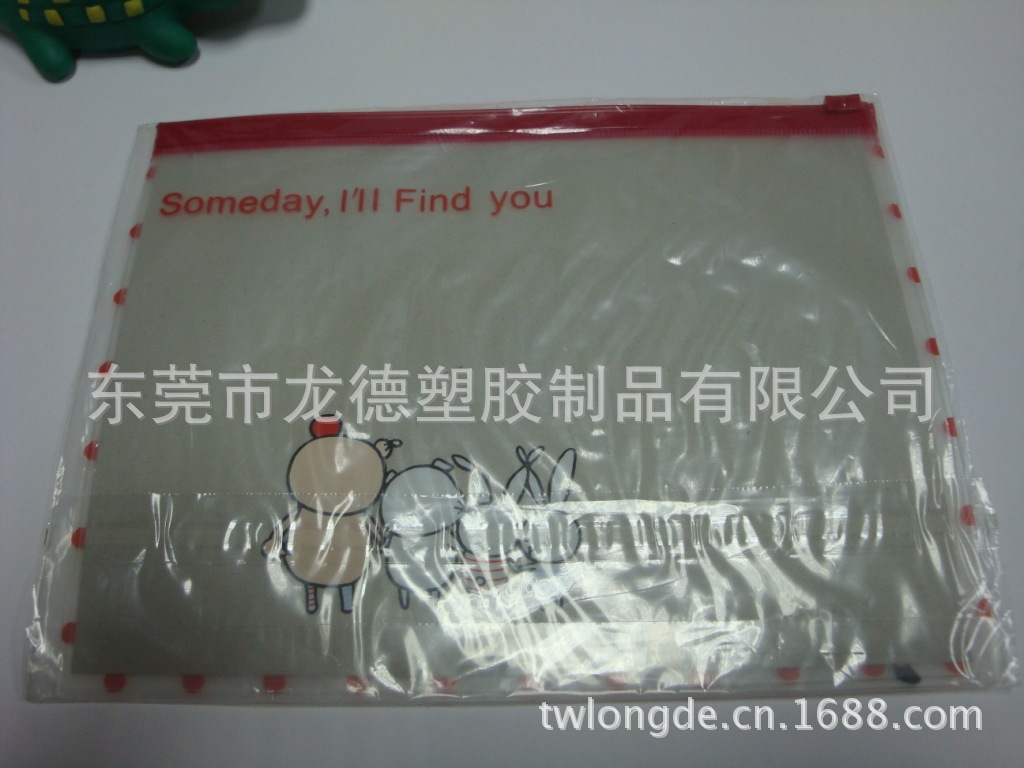 Someday, I'll Find you
东莞市龙德塑胶制品有限公司
twlongde.cn.1688.com